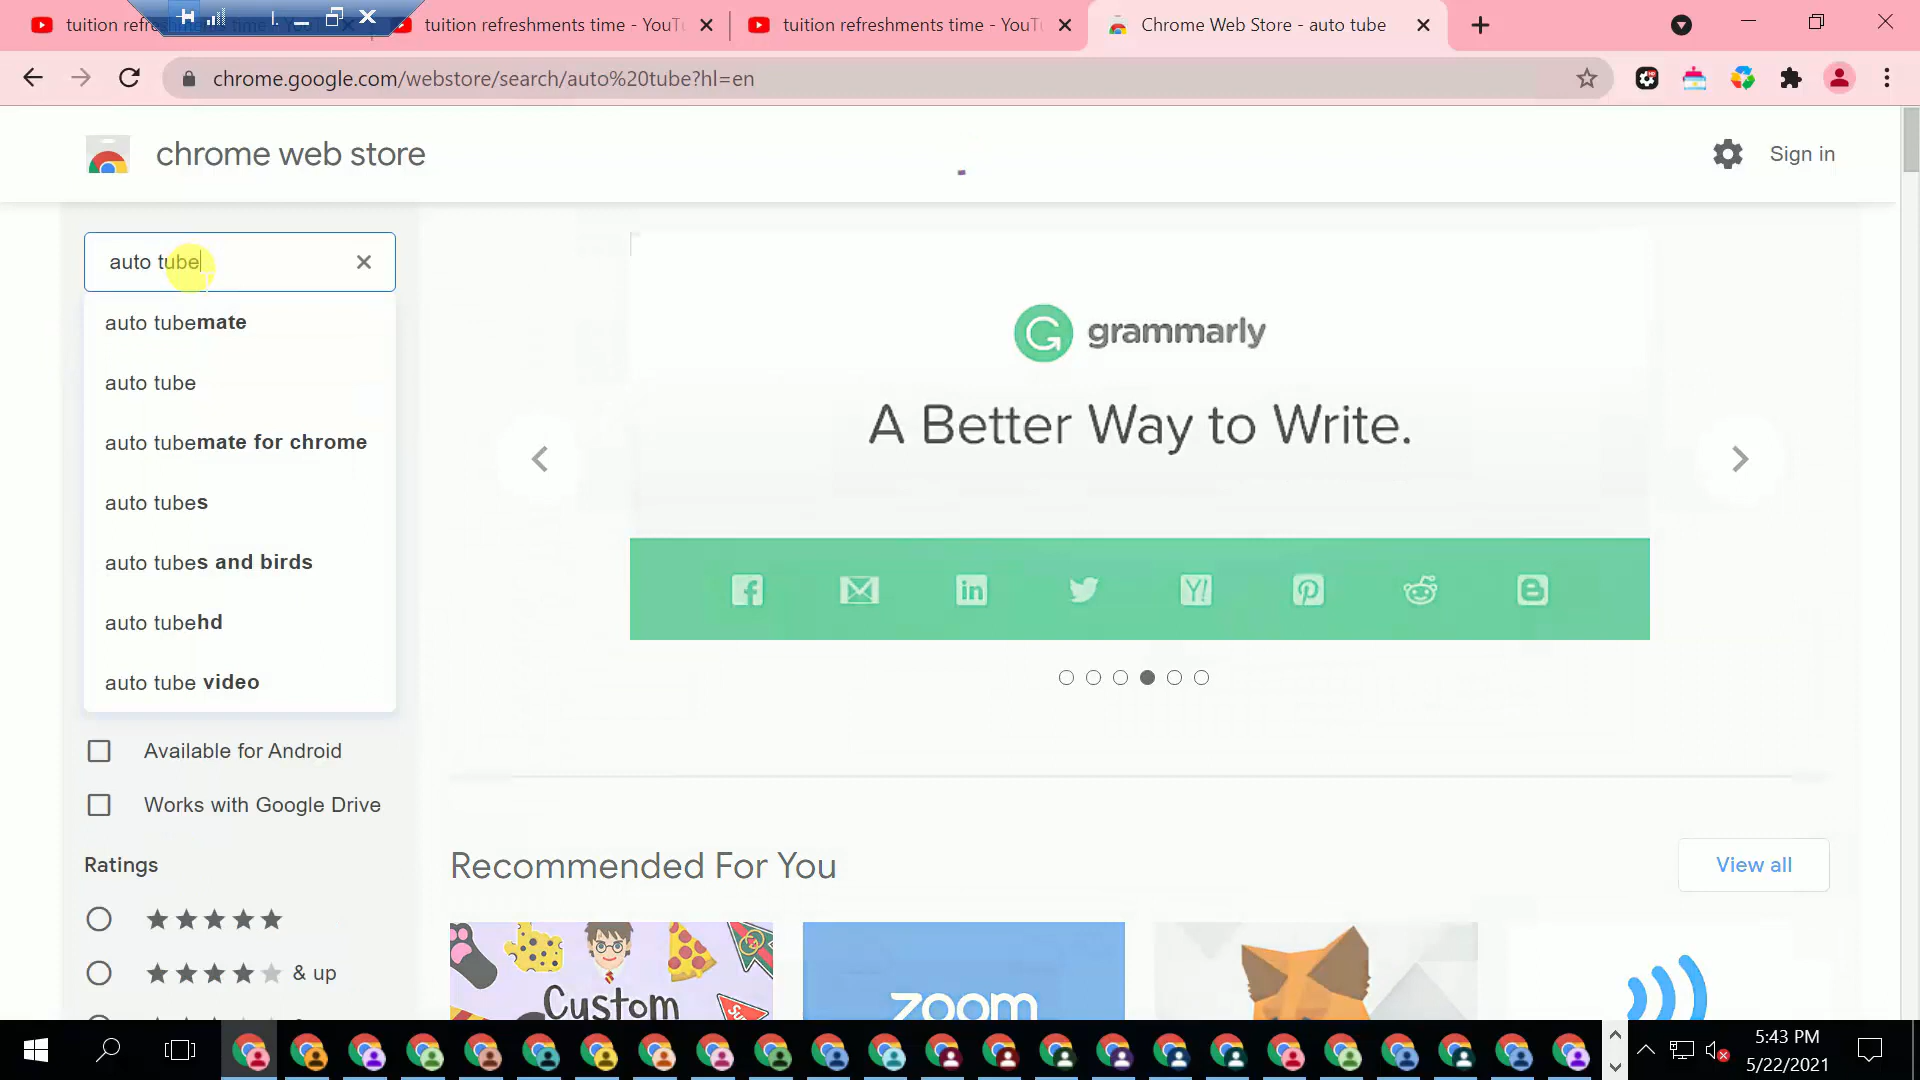 tuition refreshments time - YouTu
tuition refreshments time - YouTu
Chrome Web Store - auto tube
chrome.google.com/webstore/search/auto%20tube?hl=en
chrome web store
Sign in
auto tube
auto tubemate
auto tube
auto tubemate for chrome
auto tubes
auto tubes and birds
auto tubehd
auto tube video
grammarly
A Better Way to Write.
Available for Android
Works with Google Drive
Ratings
& up
Recommended For You
View all
Custom
zoom
5:43 PM
5/22/2021